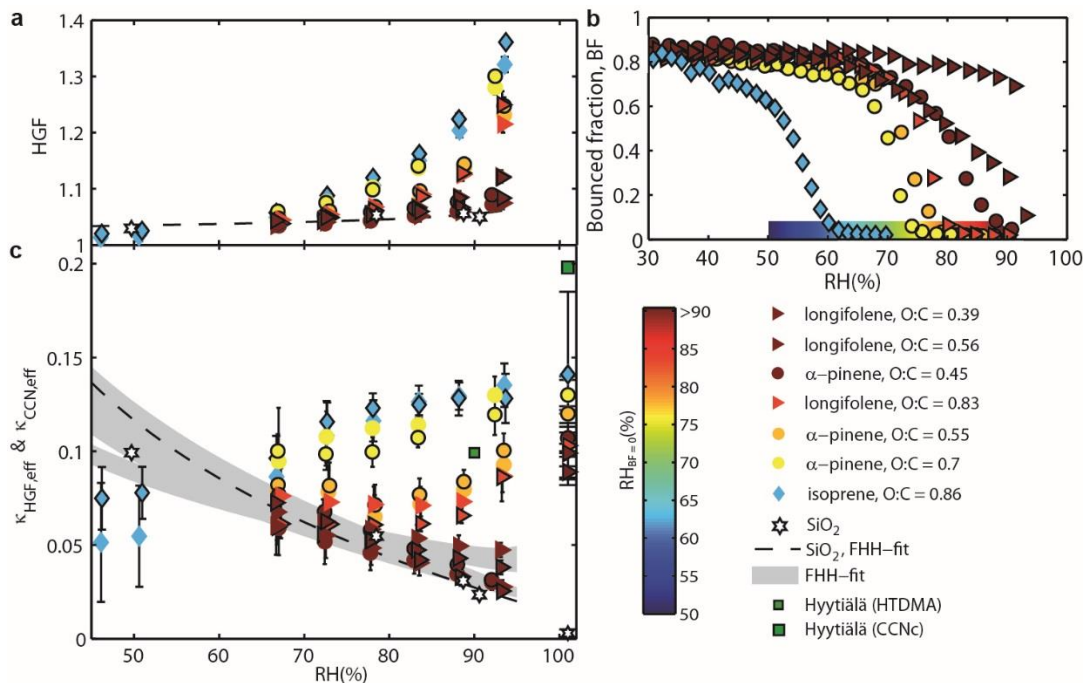 a
1.4
1.3
1.2
1.1
1
HGF
b
1
0.8
0.6
0.4
0.2
0
Bounced fraction, BF
30 40 50 60 70 80 90 100
RH(%)
c
0.2
0.15
0.1
0.05
0
κHGF,eff & κCCN,eff
50 60 70 80 90 100
RH(%)
>90
85
80
75
70
65
60
55
50
RHBF=0(%)
longifolene, O:C = 0.39
longifolene, O:C = 0.56
α−pinene, O:C = 0.45
longifolene, O:C = 0.83
α−pinene, O:C = 0.55
α−pinene, O:C = 0.7
isoprene, O:C = 0.86
SiO2
SiO2, FHH−fit
FHH−fit
Hyytiälä (HTDMA)
Hyytiälä (CCNc)